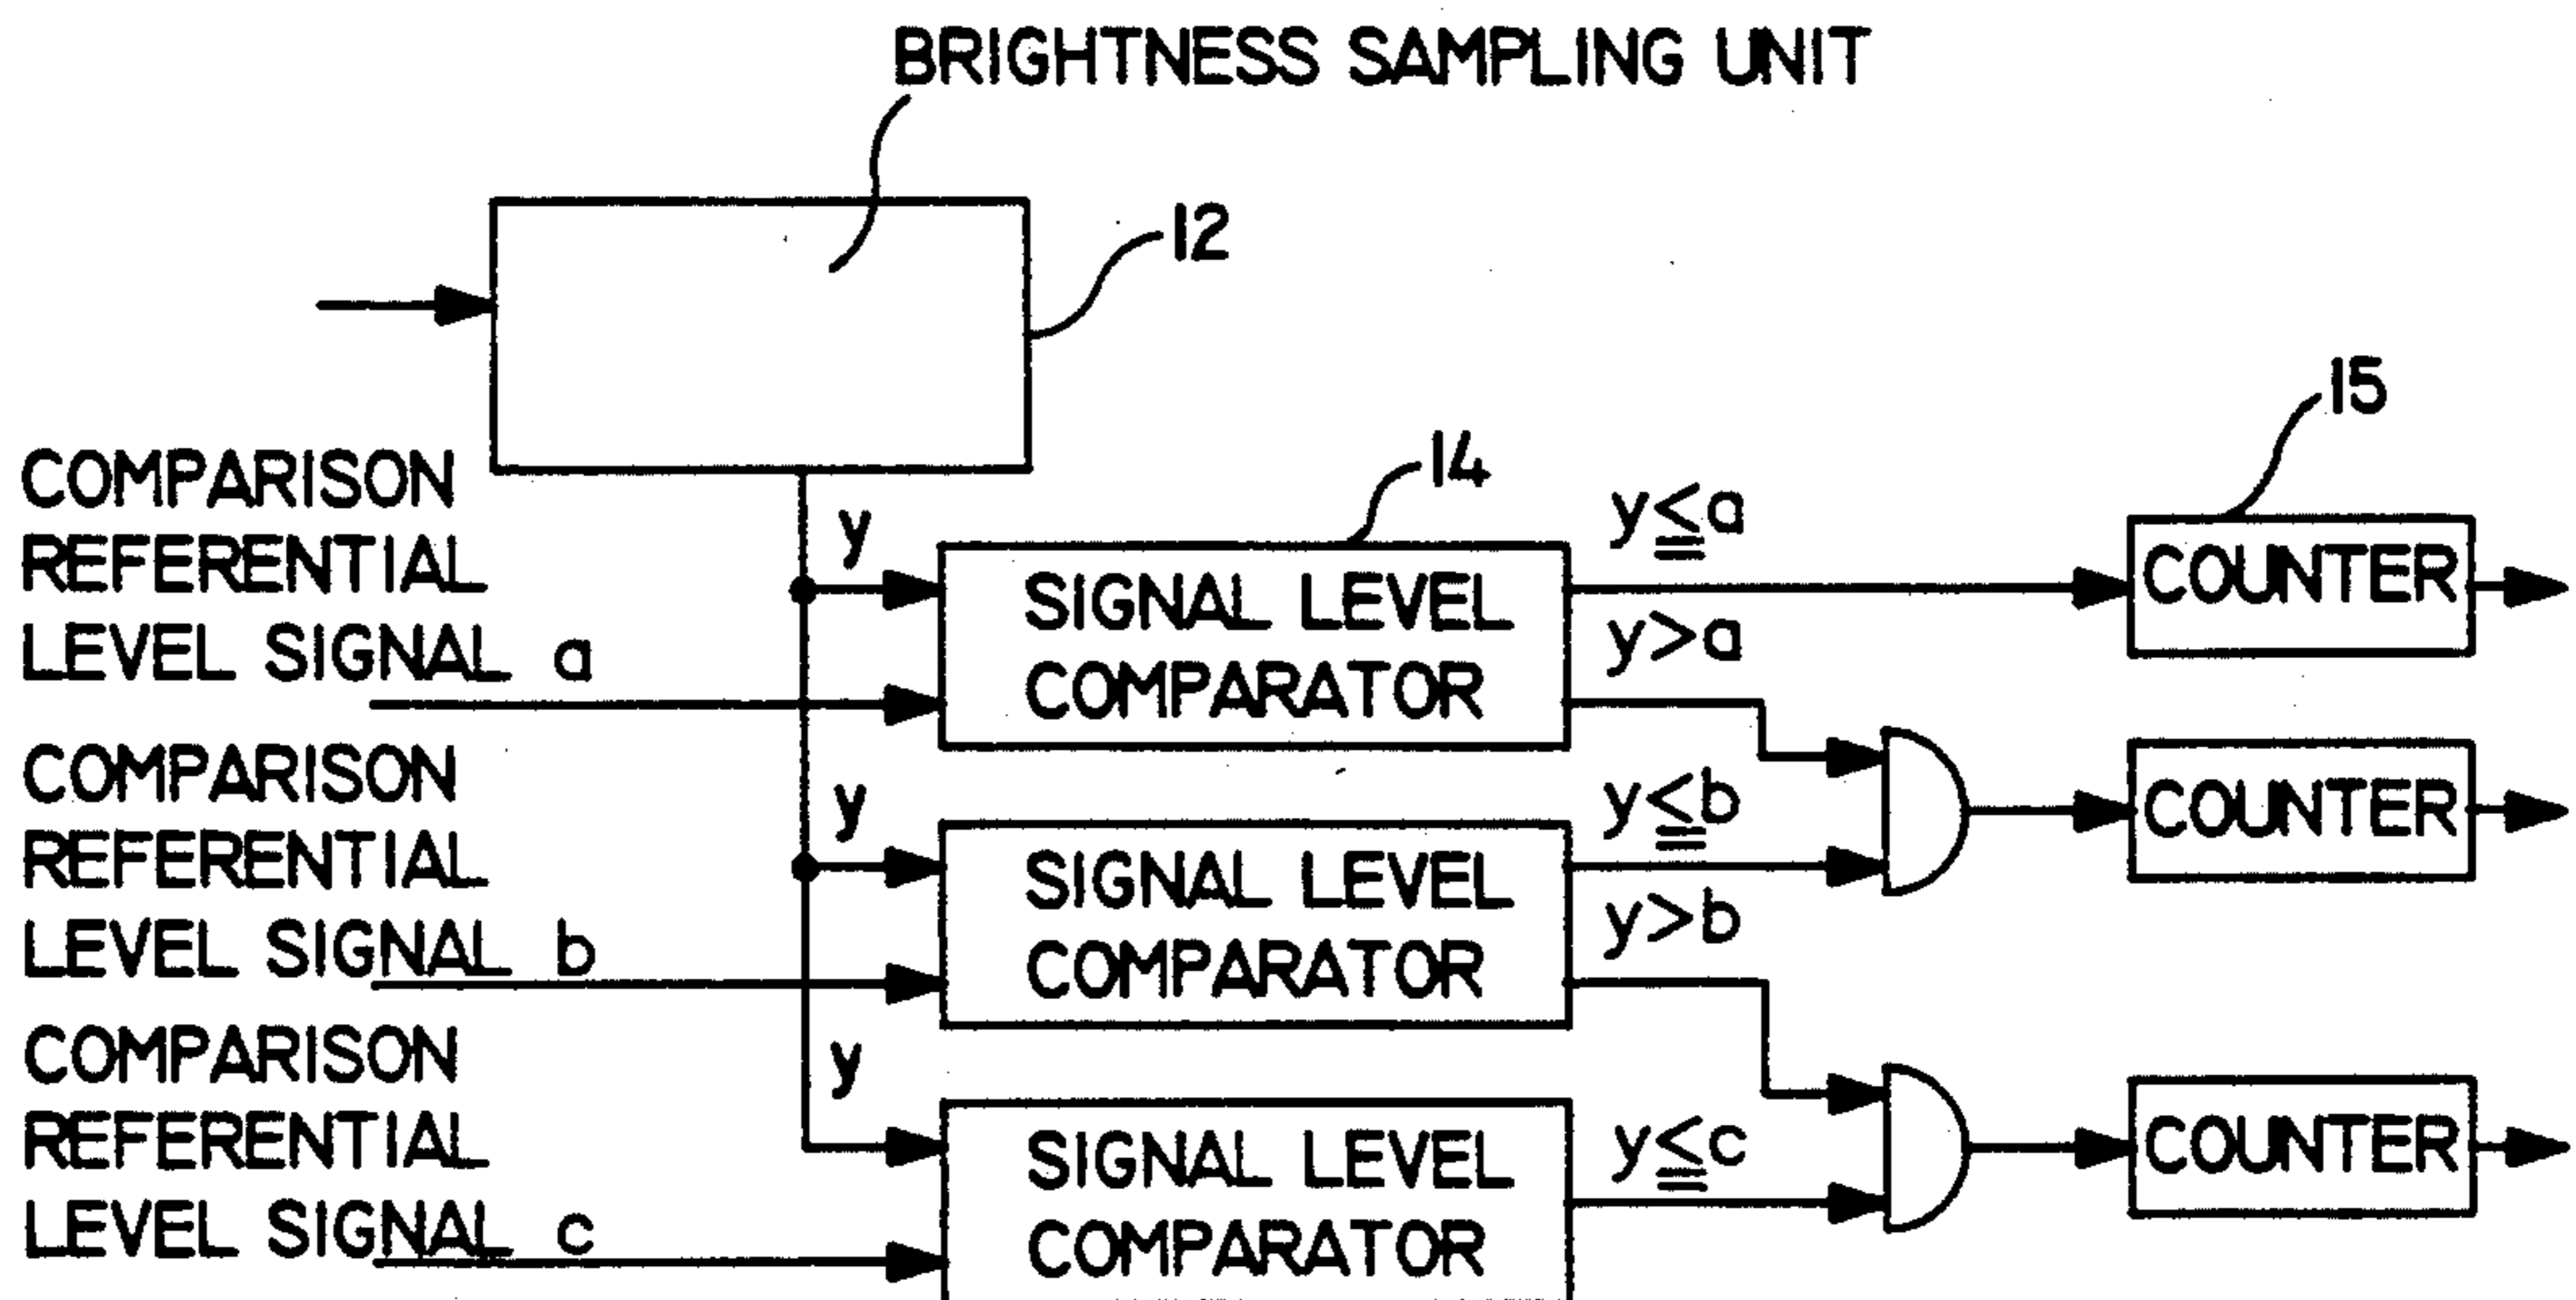 BRIGHTNESS SAMPLING UNIT
12
15
COMPARISON
REFERENTIAL
LEVEL SIGNAL a
14
y
SIGNAL LEVEL
COMPARATOR
y≦a
y>a
COUNTER
COMPARISON
REFERENTIAL
LEVEL SIGNAL b
y
SIGNAL LEVEL
COMPARATOR
y≦b
y>b
COUNTER
COMPARISON
REFERENTIAL
LEVEL SIGNAL c
y
SIGNAL LEVEL
COMPARATOR
y≦c
COUNTER